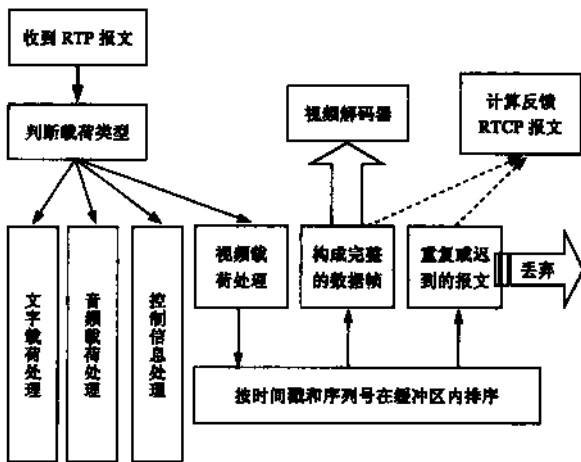 收到 RTP 报文
判断载荷类型
视频解码器
计算反馈
RTCP 报文
文字载荷处理
音频载荷处理
控制信息处理
视频载
荷处理
构成完整
的数据帧
重复或迟
到的报文
丢弃
按时间戳和序列号在缓冲区内排序